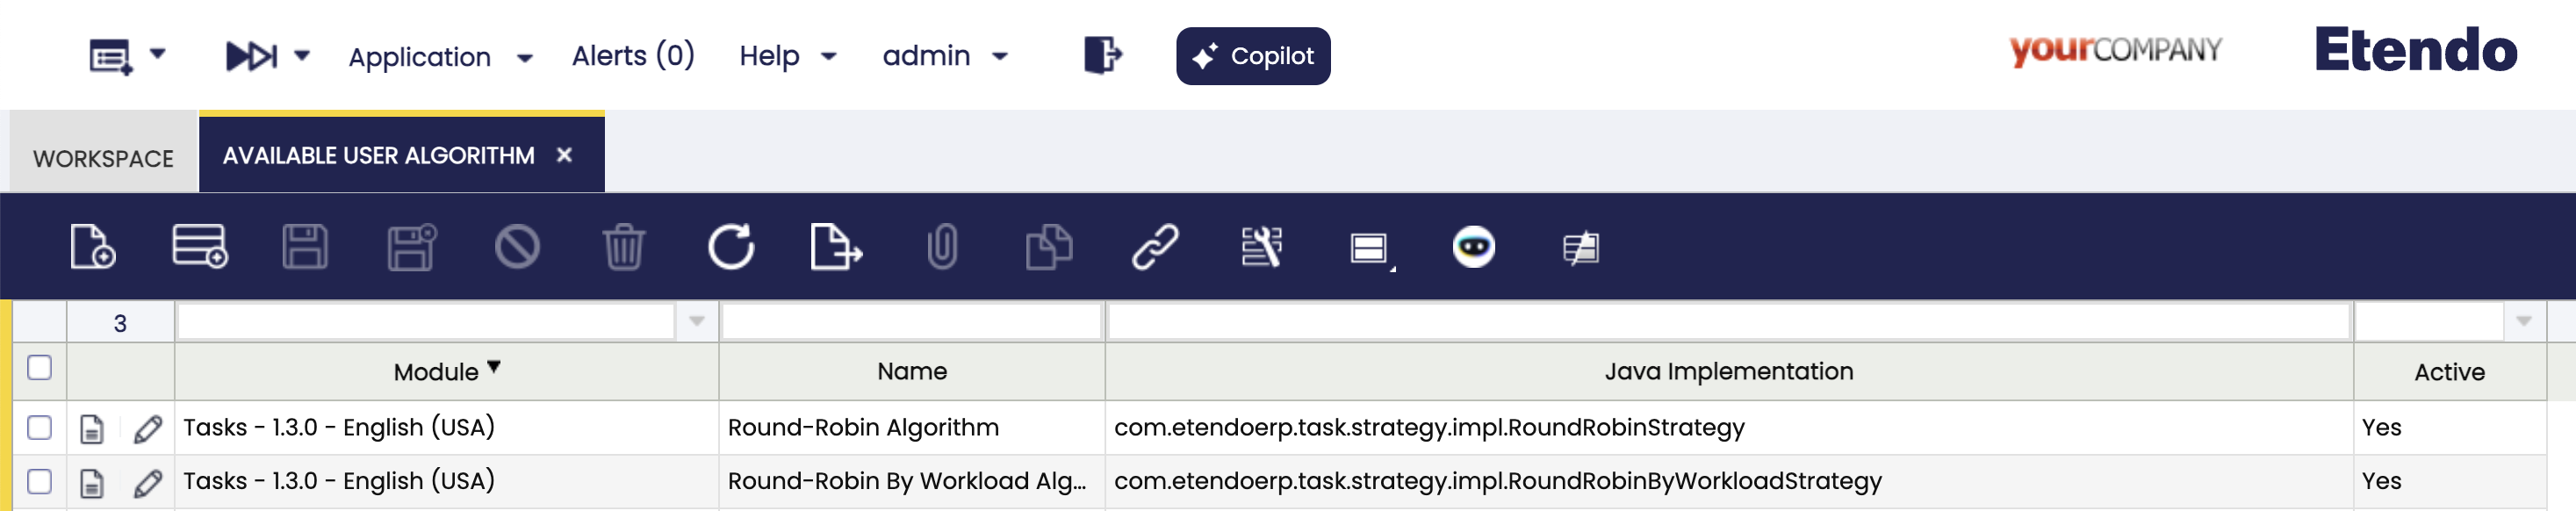 Application Alerts (0) Help admin Copilot yourCOMPANY Etendo
WORKSPACE AVAILABLE USER ALGORITHM ×
3
Module Name Java Implementation Active
Tasks - 1.3.0 - English (USA) Round-Robin Algorithm com.etendoerp.task.strategy.impl.RoundRobinStrategy Yes
Tasks - 1.3.0 - English (USA) Round-Robin By Workload Alg... com.etendoerp.task.strategy.impl.RoundRobinByWorkloadStrategy Yes